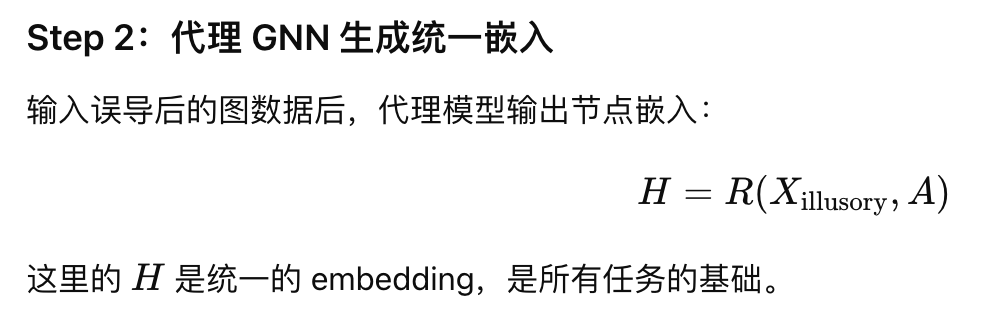 Step 2：代理 GNN 生成统一嵌入
输入误导后的图数据后，代理模型输出节点嵌入：
H = R(X_illusory, A)
这里的 H 是统一的 embedding，是所有任务的基础。